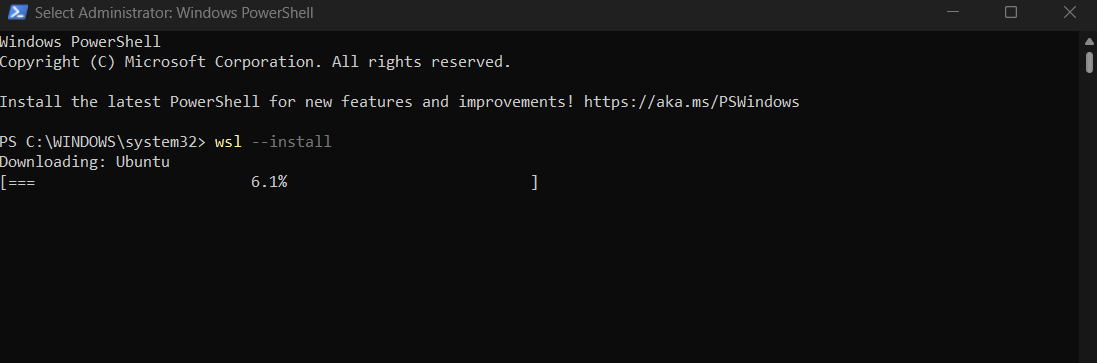 Select Administrator: Windows PowerShell
Windows PowerShell
Copyright (C) Microsoft Corporation. All rights reserved.
Install the latest PowerShell for new features and improvements! https://aka.ms/PSWindows
PS C:\WINDOWS\system32> wsl --install
Downloading: Ubuntu
[===                        6.1%                           ]